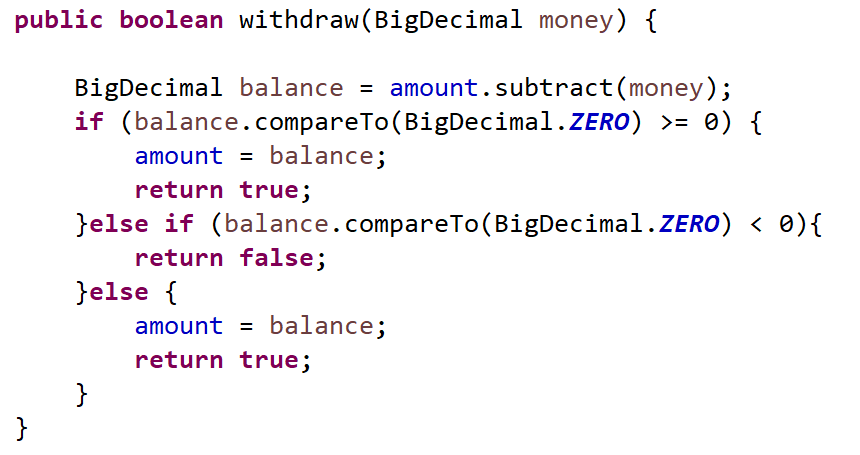 public boolean withdraw(BigDecimal money) {
BigDecimal balance = amount.subtract(money);
if (balance.compareTo(BigDecimal.ZERO) >= 0) {
amount = balance;
return true;
}else if (balance.compareTo(BigDecimal.ZERO) < 0){
return false;
}else {
amount = balance;
return true;
}
}